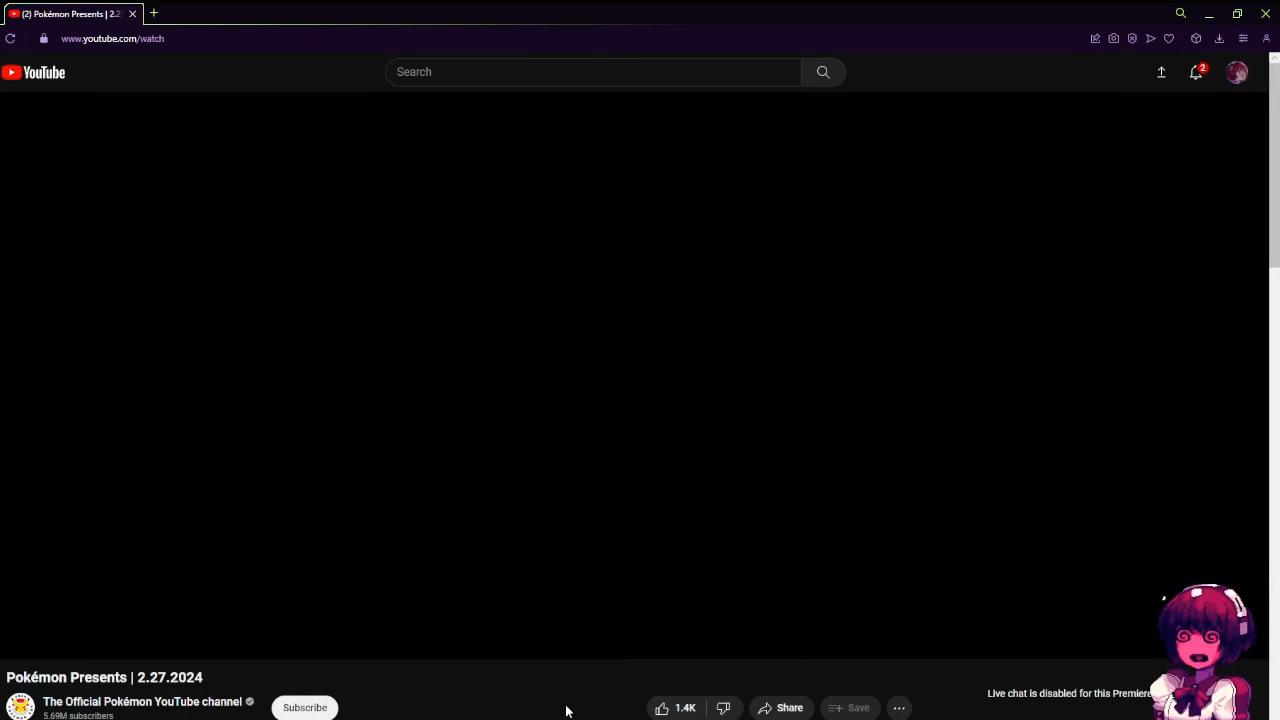 (2) Pokémon Presents | 2.2
www.youtube.com/watch
YouTube
Search
2
Pokémon Presents | 2.27.2024
The Official Pokémon YouTube channel
5.69M subscribers
Subscribe
1.4K
Share
Save
Live chat is disabled for this Premiere